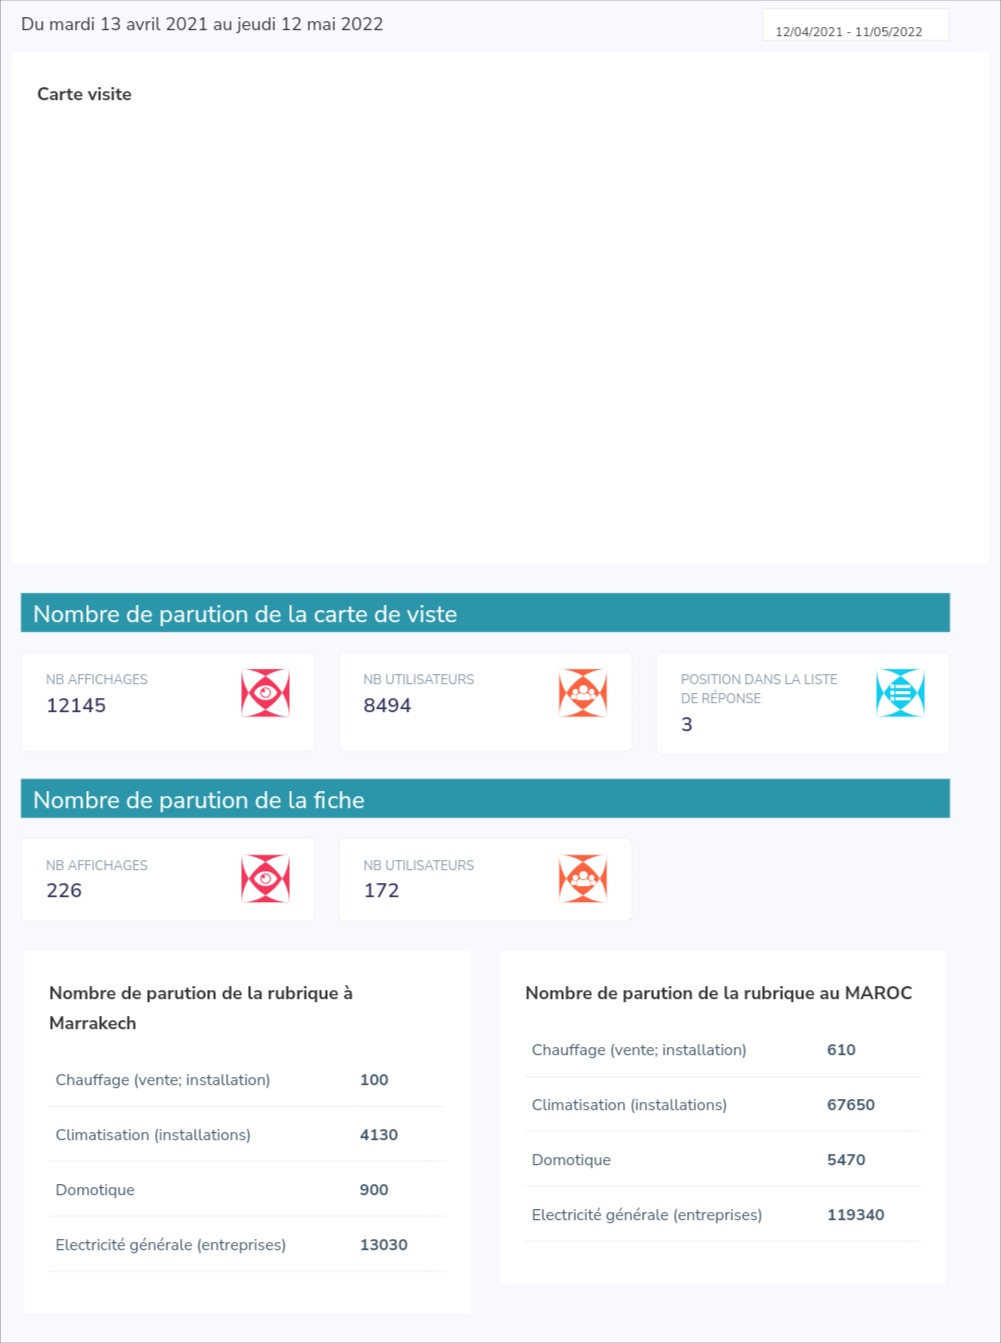 Du mardi 13 avril 2021 au jeudi 12 mai 2022
12/04/2021 - 11/05/2022
Carte visite
Nombre de parution de la carte de viste
NB AFFICHAGES
12145
NB UTILISATEURS
8494
POSITION DANS LA LISTE
DE RÉPONSE
3
Nombre de parution de la fiche
NB AFFICHAGES
226
NB UTILISATEURS
172
Nombre de parution de la rubrique à
Marrakech
Chauffage (vente; installation) 100
Climatisation (installations) 4130
Domotique 900
Electricité générale (entreprises) 13030
Nombre de parution de la rubrique au MAROC
Chauffage (vente; installation) 610
Climatisation (installations) 67650
Domotique 5470
Electricité générale (entreprises) 119340